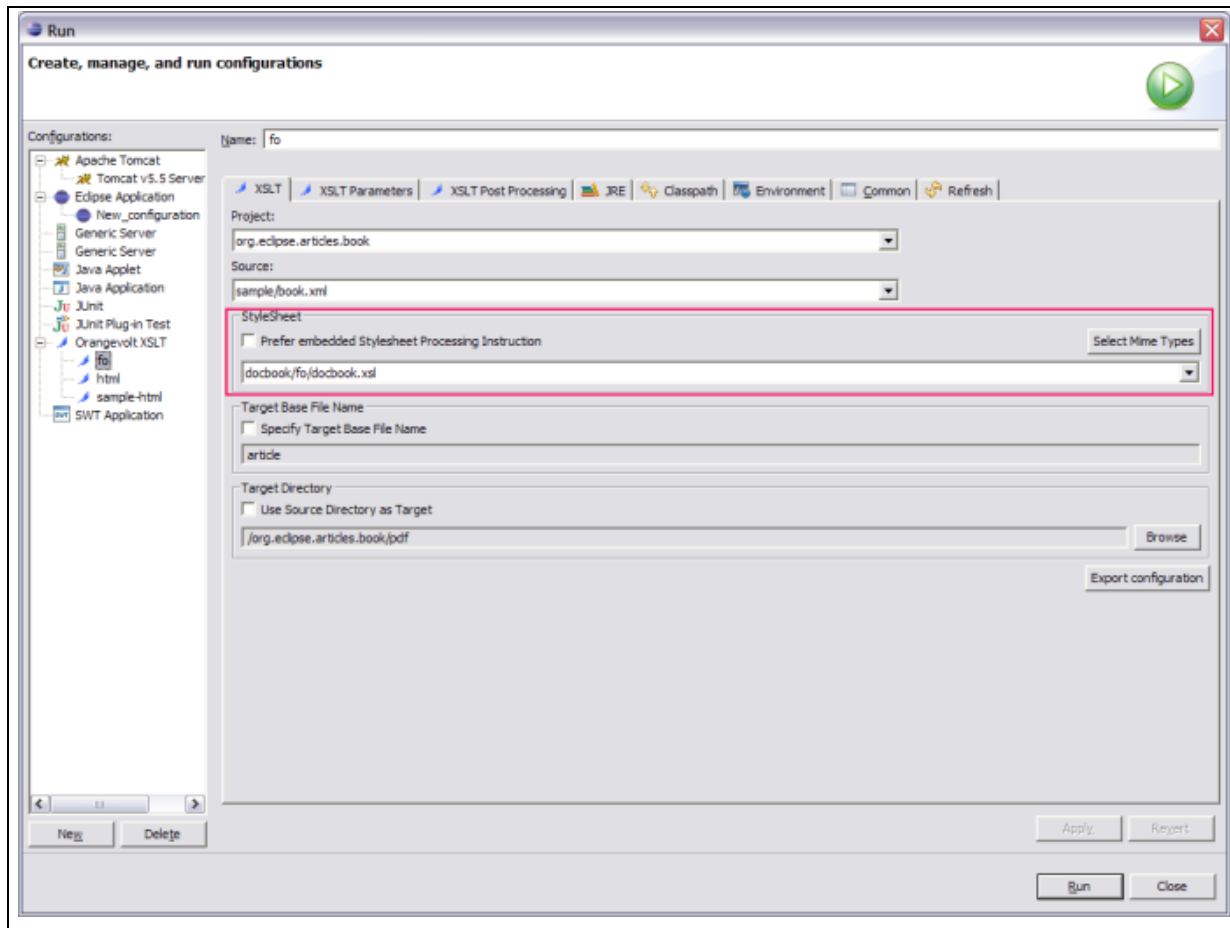 Run
Create, manage, and run configurations
Configurations:
Apache Tomcat
Tomcat v5.5 Server
Eclipse Application
New_configuration
Generic Server
Generic Server
Java Applet
Java Application
Ju JUnit
JUnit Plug-in Test
Orangevolt XSLT
fo
html
sample-html
SWT Application
New Delete
Name: fo
XSLT XSLT Parameters XSLT Post Processing JRE Classpath Environment Common Refresh
Project:
org.eclipse.articles.book
Source:
sample/book.xml
StyleSheet
Prefer embedded Stylesheet Processing Instruction Select Mime Types
docbook/fo/docbook.xsl
Target Base File Name
Specify Target Base File Name
article
Target Directory
Use Source Directory as Target
/org.eclipse.articles.book/pdf Browse
Export configuration
Apply Revert
Run Close